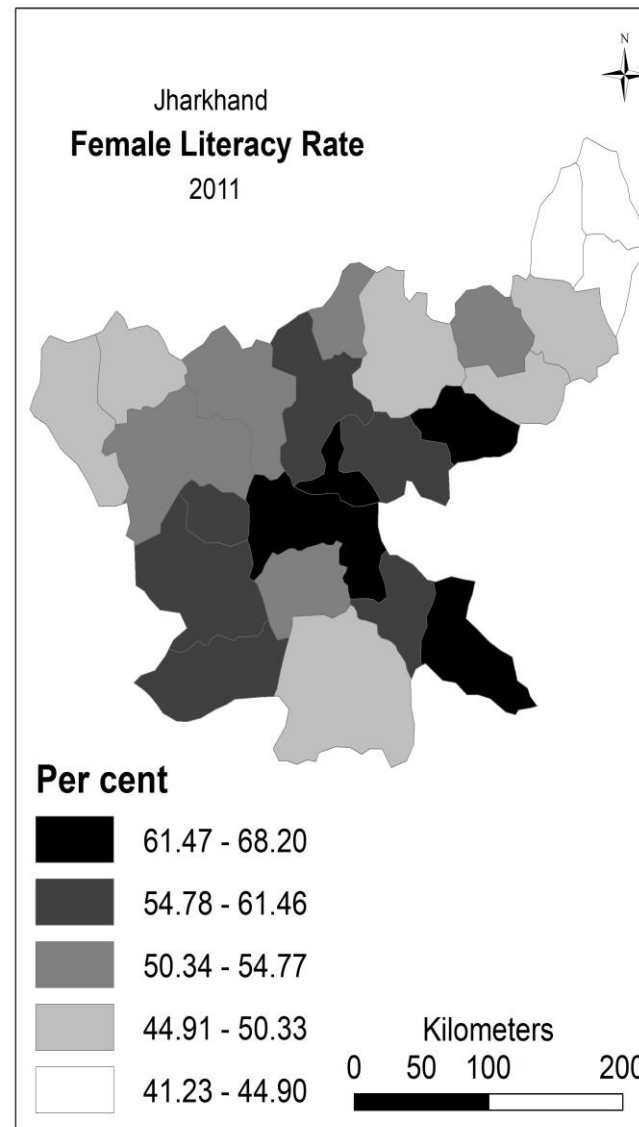 N
Jharkhand
Female Literacy Rate
2011
Per cent
61.47 - 68.20
54.78 - 61.46
50.34 - 54.77
44.91 - 50.33
41.23 - 44.90
Kilometers
0 50 100 200